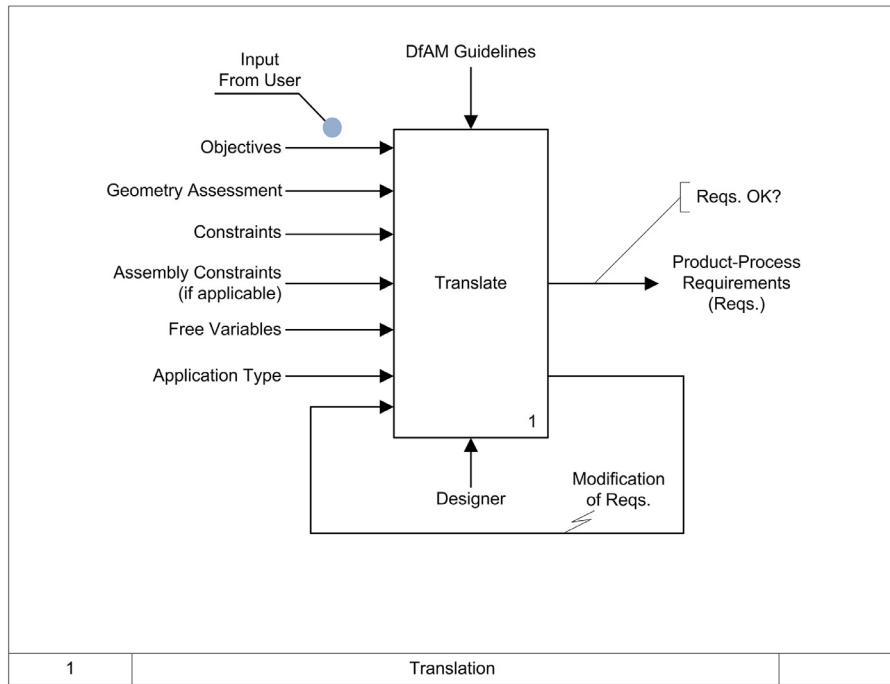 Input
From User
DfAM Guidelines
Objectives
Geometry Assessment
Constraints
Assembly Constraints
(if applicable)
Free Variables
Application Type
Translate
1
Reqs. OK?
Product-Process
Requirements
(Reqs.)
Designer
Modification
of Reqs.
1
Translation